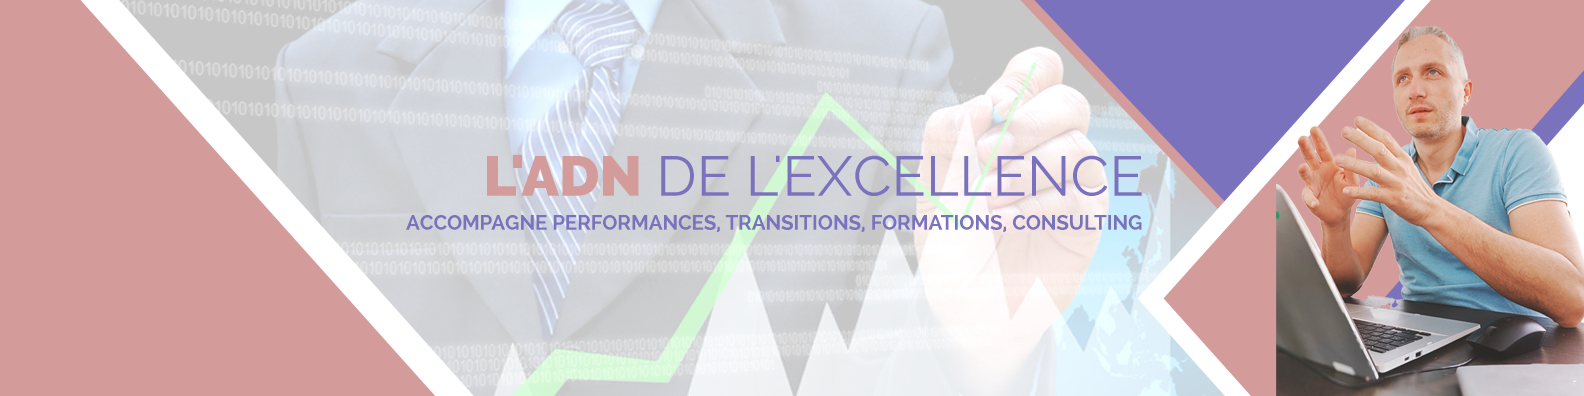 L'ADN DE L'EXCELLENCE
ACCOMPAGNE PERFORMANCES, TRANSITIONS, FORMATIONS, CONSULTING